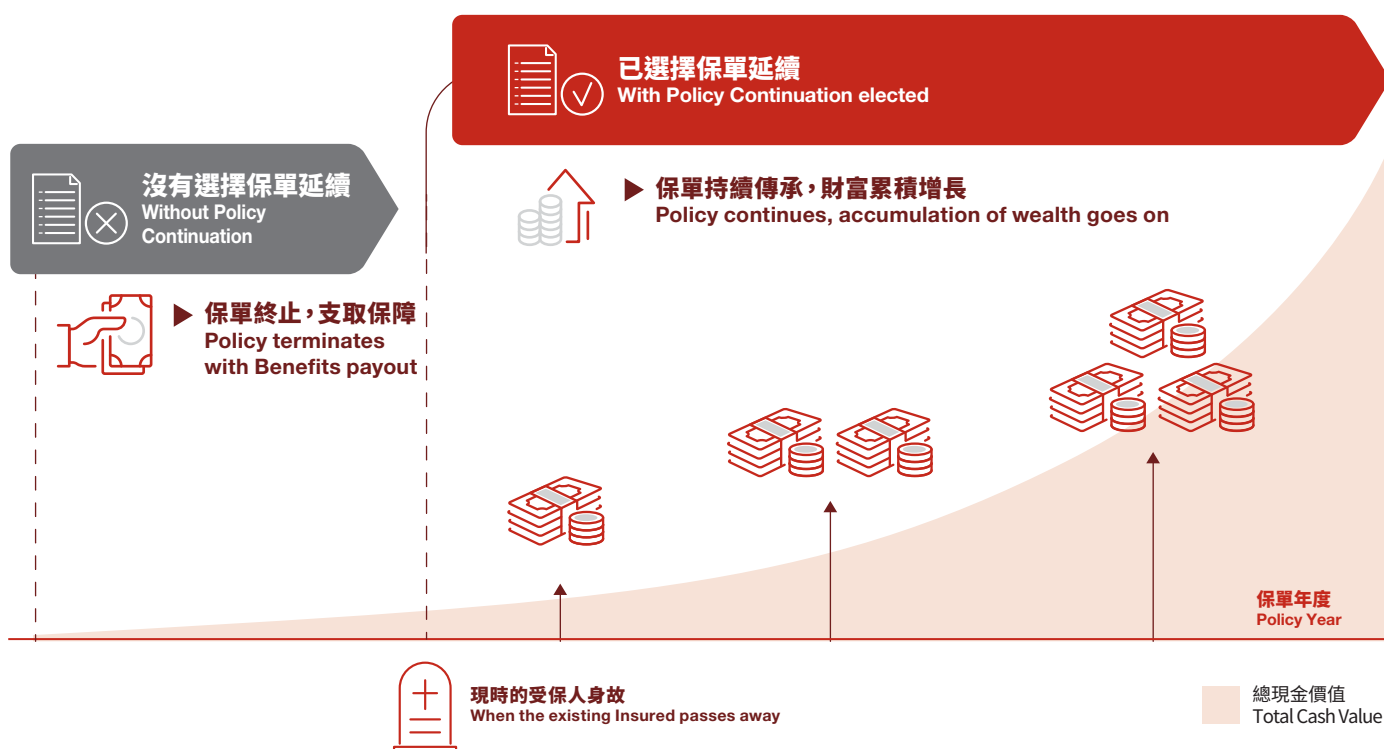 已選擇保單延續
With Policy Continuation elected
沒有選擇保單延續
Without Policy
Continuation
保單持續傳承，財富累積增長
Policy continues, accumulation of wealth goes on
保單終止，支取保障
Policy terminates
with Benefits payout
保單年度
Policy Year
現時的受保人身故
When the existing Insured passes away
總現金價值
Total Cash Value